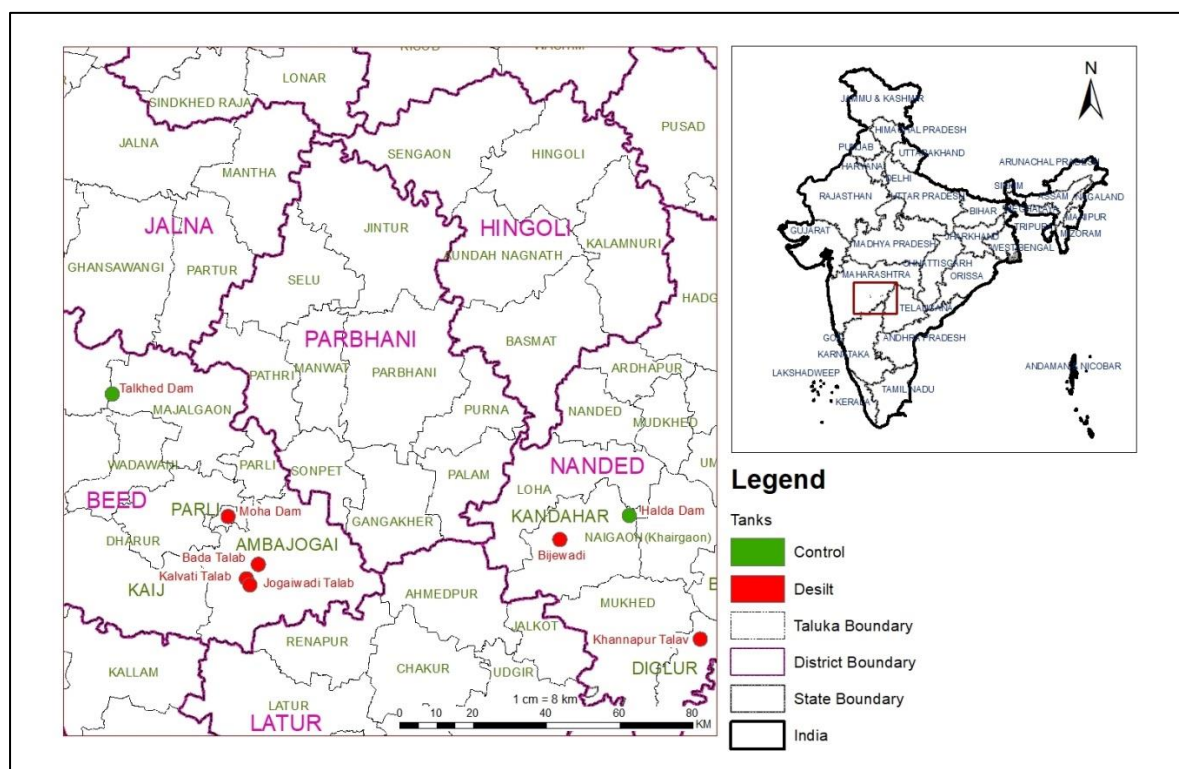 LONAR
SINDKHED RAJA
PUSAD
JALNA
SENGAON
HINGOLI
MANTHA
JALNA
JINTUR
HINGOLI
KALAMNURI
GHANSAWANGI
PARTUR
AUNDAH NAGNATH
SELU
HADG
PARBHANI
BASMAT
Talkhed Dam
PATHRI
MANWAT
PARBHANI
ARDHAPUR
MAJALGAON
PURNA
NANDED
MUDKHED
WADAWANI
PARLI
SONPET
PALAM
NANDED
UM
BEED
PARLI
Moha Dam
GANGAKHER
LOHA
KANDAHAR
Halda Dam
DHARUR
AMBAJOGAI
Bijewadi
NAIGAON (Khairgaon)
Bada Talab
Kalvati Talab
Jogaiwadi Talab
KAIJ
AHMEDPUR
MUKHED
B
RENAPUR
JALKOT
Khannapur Talav
KALLAM
CHAKUR
UDGIR
DIGLUR
LATUR
LATUR
1 cm = 8 km
0 20 40 60 80
KM
N
JAMMU & KASHMIR
HIMACHAL PRADESH
PUNJAB
UTTARAKHAND
HARYANA
DELHI
ARUNACHAL PRADESH
RAJASTHAN
UTTAR PRADESH
SIKKIM
ASSAM
NAGALAND
BIHAR
MEGHALAYA
MANIPUR
GUJARAT
TRIPURA
MIZORAM
MADHYA PRADESH
JHARKHAND
WEST BENGAL
CHHATTISGARH
MAHARASHTRA
ORISSA
TELANGANA
GOA
ANDHRA PRADESH
KARNATAKA
ANDAMAN & NICOBAR
LAKSHADWEEP
TAMIL NADU
KERALA
Legend
Tanks
Control
Desilt
Taluka Boundary
District Boundary
State Boundary
India